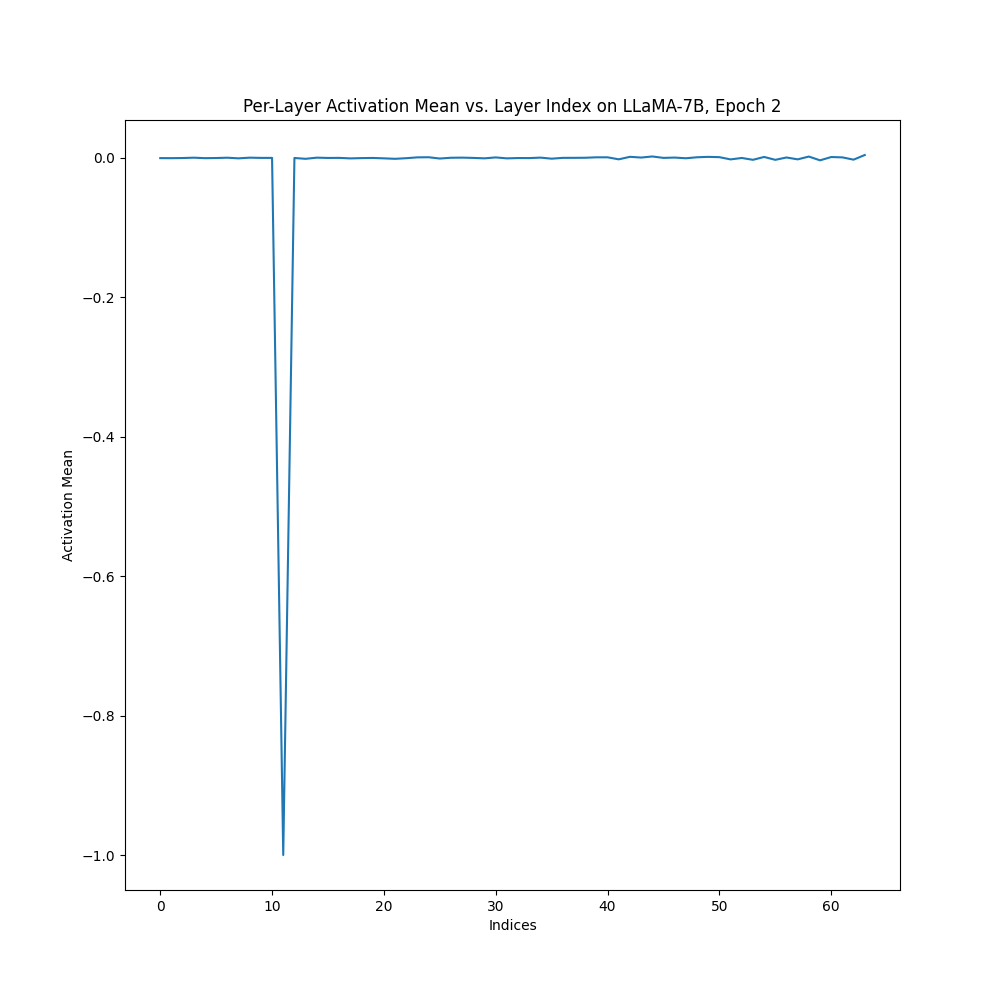 Per-Layer Activation Mean vs. Layer Index on LLaMA-7B, Epoch 2
0.0
−0.2
−0.4
−0.6
−0.8
−1.0
Activation Mean
0 10 20 30 40 50 60
Indices